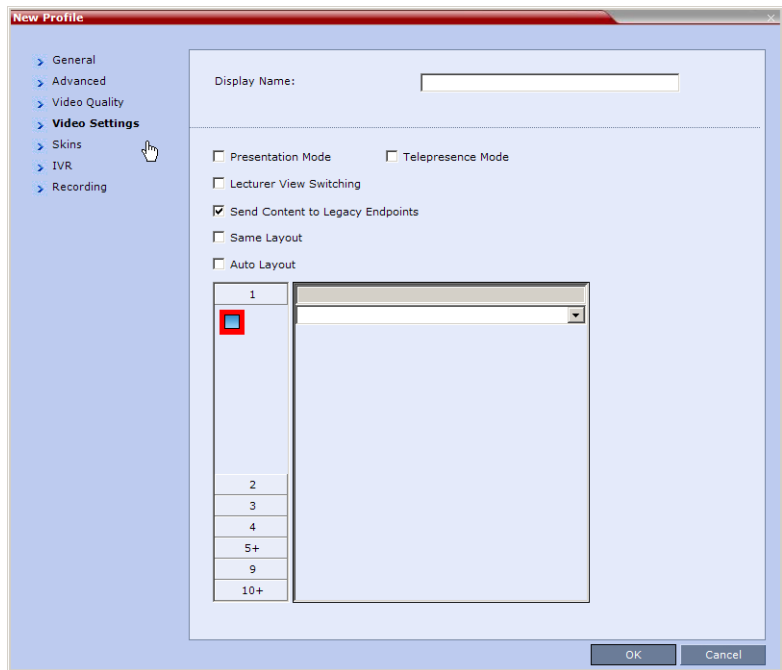 New Profile
General
Advanced
Video Quality
Video Settings
Skins
IVR
Recording
Display Name:
Presentation Mode
Telepresence Mode
Lecturer View Switching
Send Content to Legacy Endpoints
Same Layout
Auto Layout
1
2
3
4
5+
9
10+
OK
Cancel